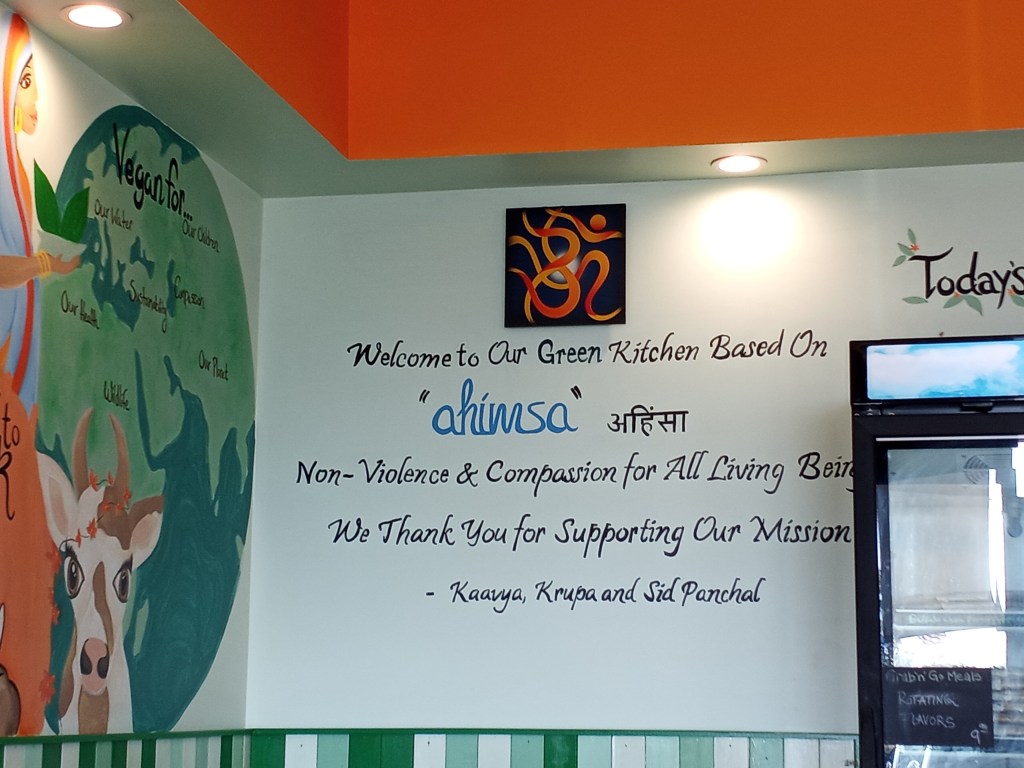 Vegan for...
Our Water
Our Children
Sustainability
Compassion
Our Health
Our Planet
Wildlife
to
Welcome to Our Green Kitchen Based On
"ahimsa" अहिंसा
Non-Violence & Compassion for All Living Bein
We Thank You for Supporting Our Mission
- Kaavya, Krupa and Sid Panchal
Today's
Grab'n'Go Meals
ROTATING
FLAVORS
9